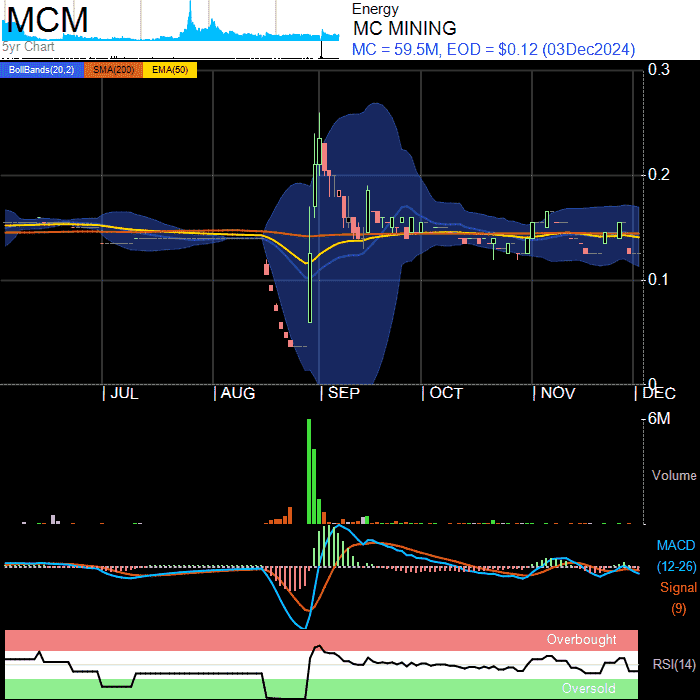 MCM
5yr Chart
Energy
MC MINING
MC = 59.5M, EOD = $0.12 (03Dec2024)
BollBands(20,2) SMA(200) EMA(50)
0.3
0.2
0.1
0
JUL AUG SEP OCT NOV DEC
6M
Volume
MACD
(12-26)
Signal
(9)
Overbought
RSI(14)
Oversold